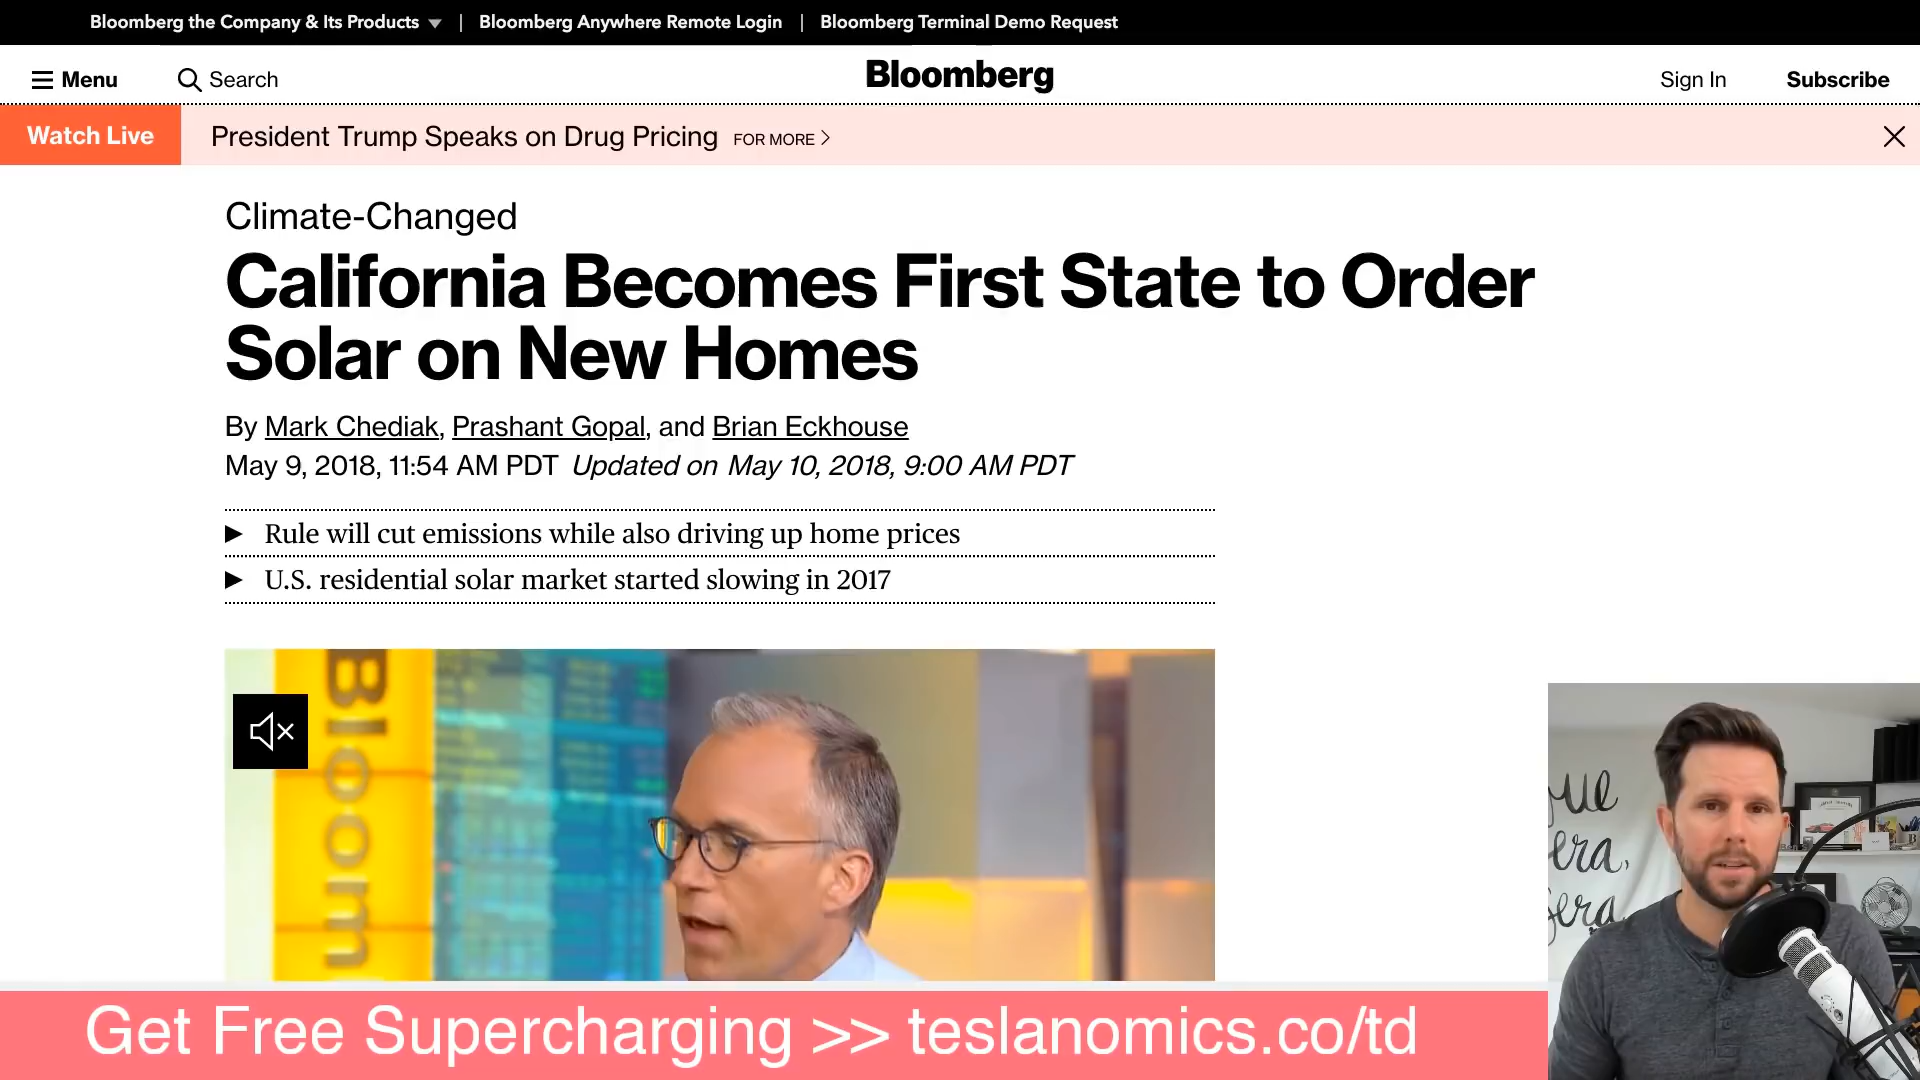 Bloomberg the Company & Its Products | Bloomberg Anywhere Remote Login | Bloomberg Terminal Demo Request
Menu Search Bloomberg Sign In Subscribe
Watch Live President Trump Speaks on Drug Pricing FOR MORE
Climate-Changed
California Becomes First State to Order
Solar on New Homes
By Mark Chediak, Prashant Gopal, and Brian Eckhouse
May 9, 2018, 11:54 AM PDT Updated on May 10, 2018, 9:00 AM PDT
Rule will cut emissions while also driving up home prices
U.S. residential solar market started slowing in 2017
Bloom
era,
Get Free Supercharging >> teslanomics.co/td